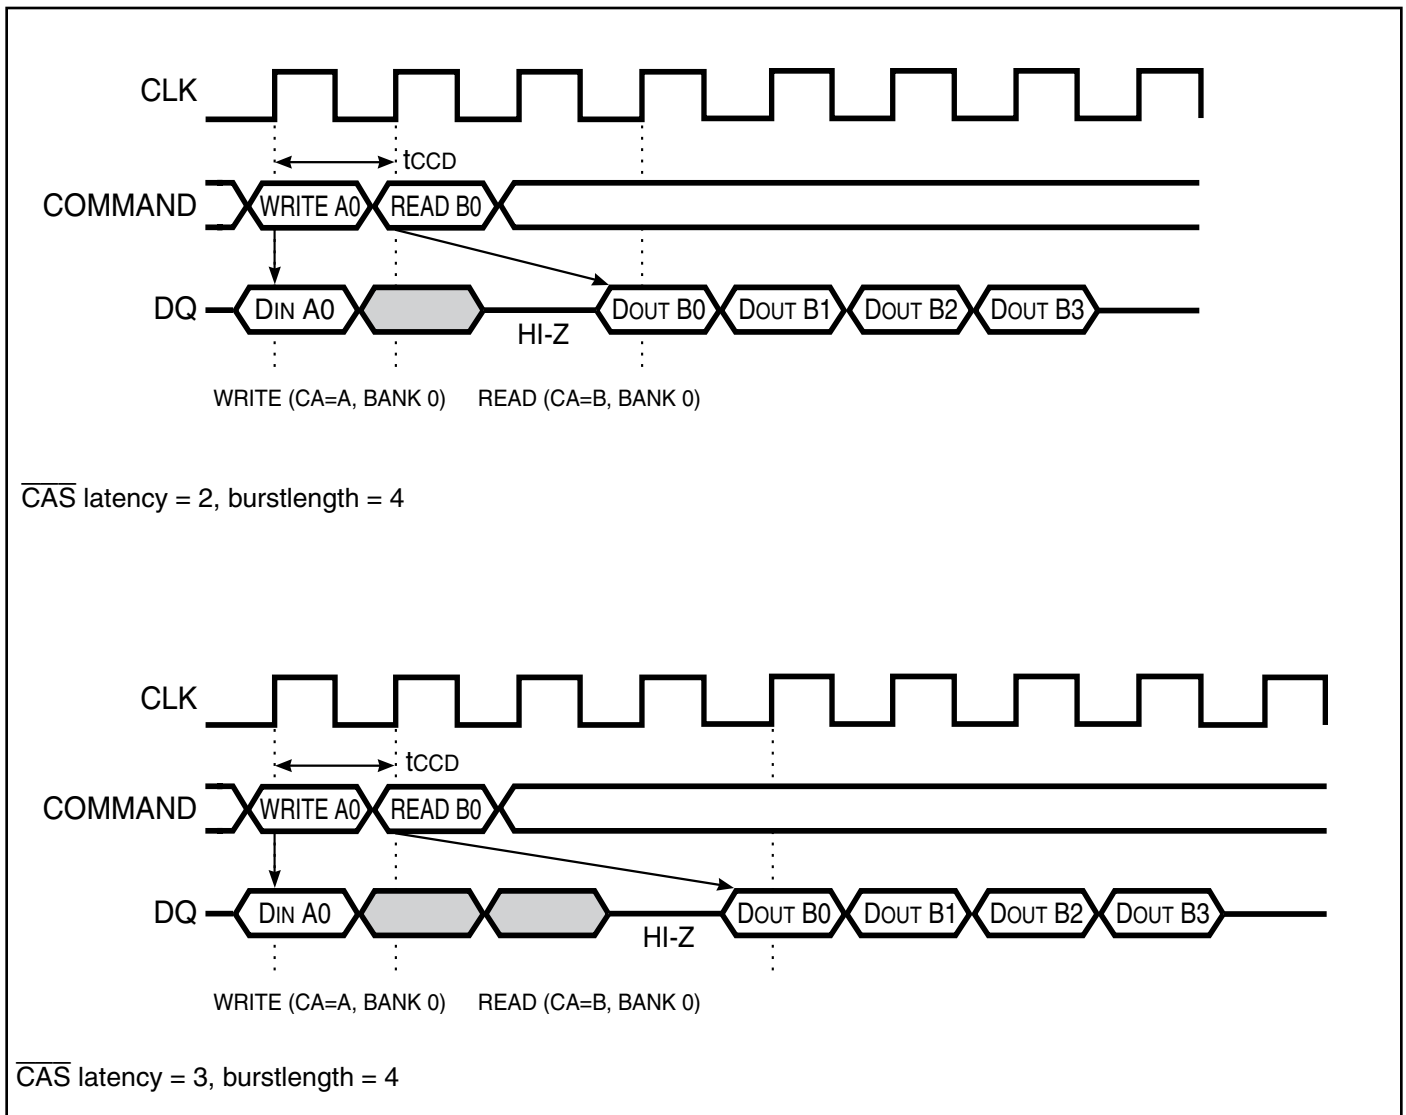 CLK
tCCD
COMMAND WRITE A0 READ B0
DQ DIN A0 DOUT B0 DOUT B1 DOUT B2 DOUT B3
HI-Z
WRITE (CA=A, BANK 0) READ (CA=B, BANK 0)
CAS latency = 2, burstlength = 4
CLK
tCCD
COMMAND WRITE A0 READ B0
DQ DIN A0 DOUT B0 DOUT B1 DOUT B2 DOUT B3
HI-Z
WRITE (CA=A, BANK 0) READ (CA=B, BANK 0)
CAS latency = 3, burstlength = 4